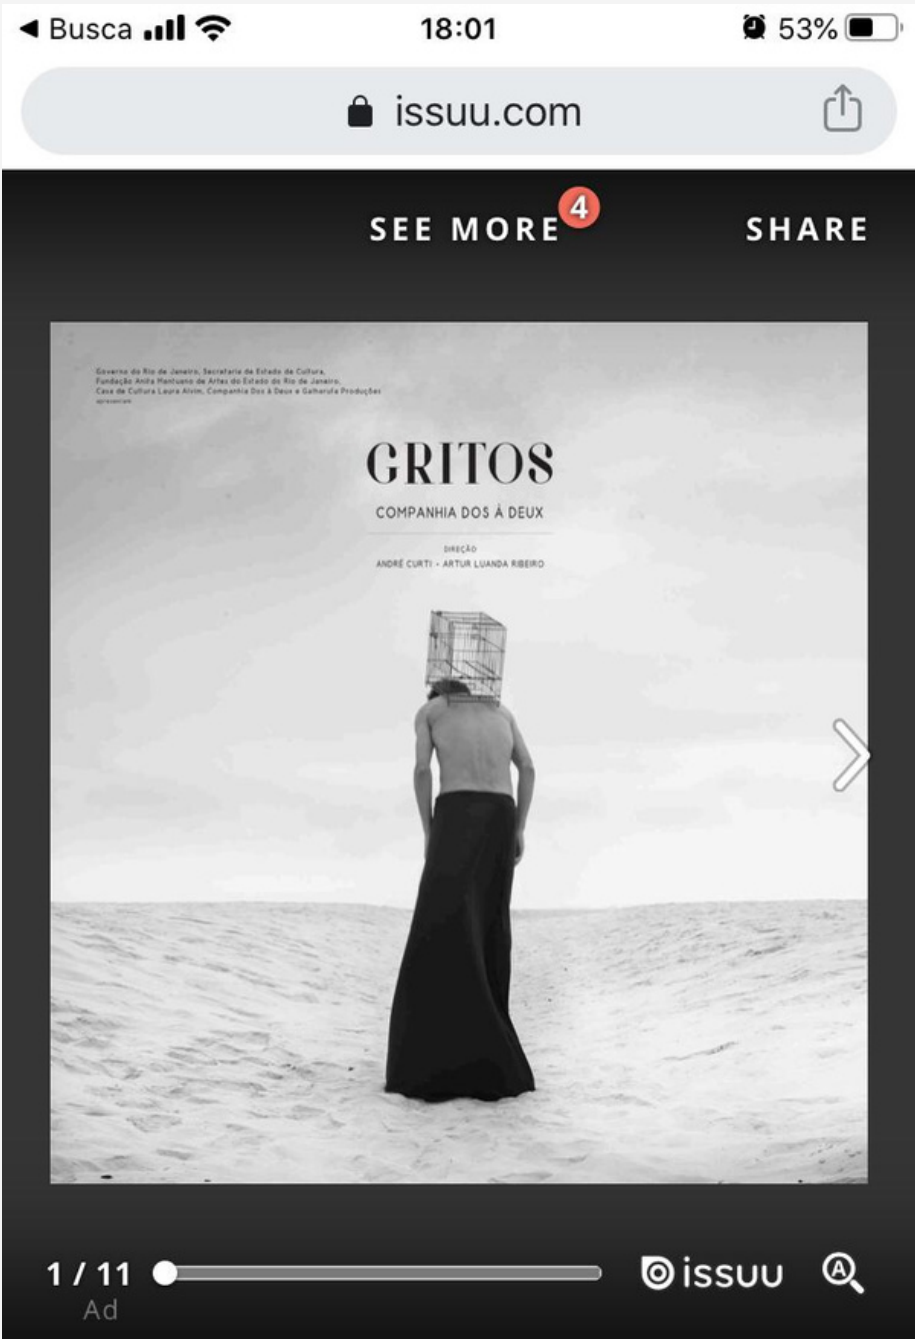 Busca
18:01
53%
issuu.com
SEE MORE
4
SHARE
Governo do Rio de Janeiro, Secretaria de Estado de Cultura,
Fundação Anita Mantuano de Artes do Estado do Rio de Janeiro,
Casa de Cultura Laura Alvim, Companhia Dos à Deux e Galharufa Produções
apresentam
GRITOS
COMPANHIA DOS À DEUX
DIREÇÃO
ANDRÉ CURTI • ARTUR LUANDA RIBEIRO
1 / 11
issuu
A
Ad